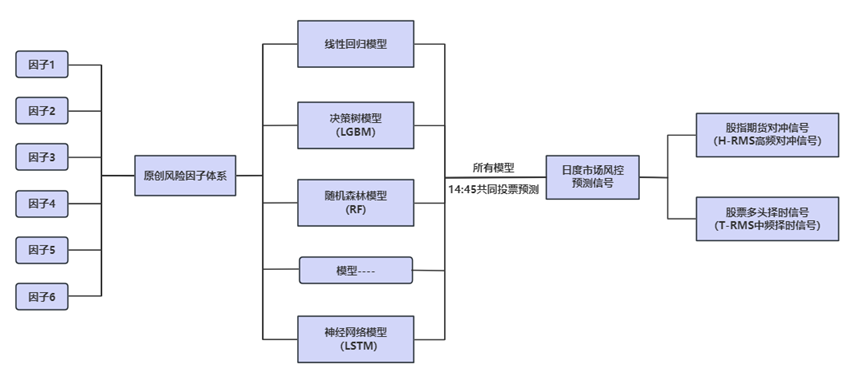 因子1
因子2
因子3
因子4
因子5
因子6
原创风险因子体系
线性回归模型
决策树模型
(LGBM)
随机森林模型
(RF)
模型----
神经网络模型
(LSTM)
所有模型
14:45共同投票预测
日度市场风控
预测信号
股指期货对冲信号
(H-RMS高频对冲信号)
股票多头择时信号
(T-RMS中频择时信号)